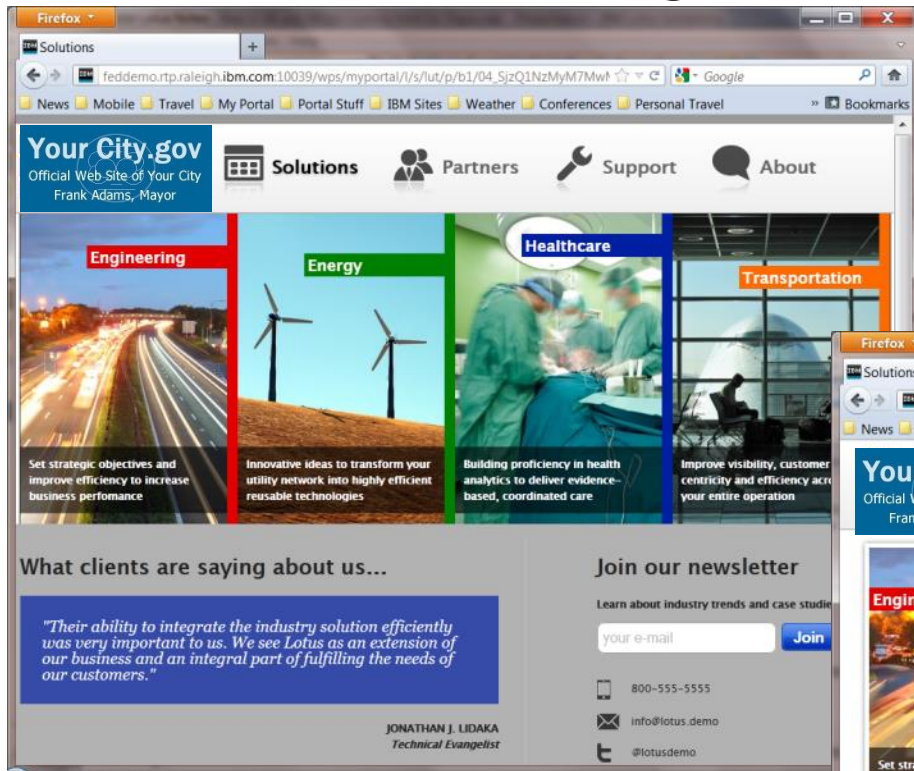 Firefox
Solutions
feddemo.rtp.raleigh.ibm.com:10039/wps/myportal/!/s/lut/p/b1/04_SjzQ1NzMyM7Mw
Google
News Mobile Travel My Portal Portal Stuff IBM Sites Weather Conferences Personal Travel » Bookmarks
Your City.gov
Official Web Site of Your City
Frank Adams, Mayor
Solutions Partners Support About
Engineering
Energy
Healthcare
Transportation
Set strategic objectives and
improve efficiency to increase
business perfomance
Innovative ideas to transform your
utility network into highly efficient
reusable technologies
Building proficiency in health
analytics to deliver evidence-
based, coordinated care
Improve visibility, customer
centricity and efficiency acr
your entire operation
What clients are saying about us...
"Their ability to integrate the industry solution efficiently
was very important to us. We see Lotus as an extension of
our business and an integral part of fulfilling the needs of
our customers."
JONATHAN J. LIDAKA
Technical Evangelist
Join our newsletter
Learn about industry trends and case studie
your e-mail
Join
800-555-5555
info@lotus.demo
@lotusdemo
Firefox
Solutions
News
You
Official
Fran
Engin
Set stra